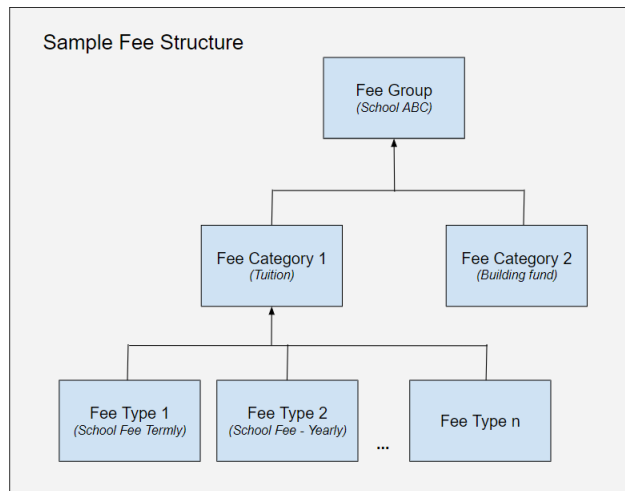 Sample Fee Structure
Fee Group
(School ABC)
Fee Category 1
(Tuition)
Fee Category 2
(Building fund)
Fee Type 1
(School Fee Termly)
Fee Type 2
(School Fee - Yearly)
...
Fee Type n